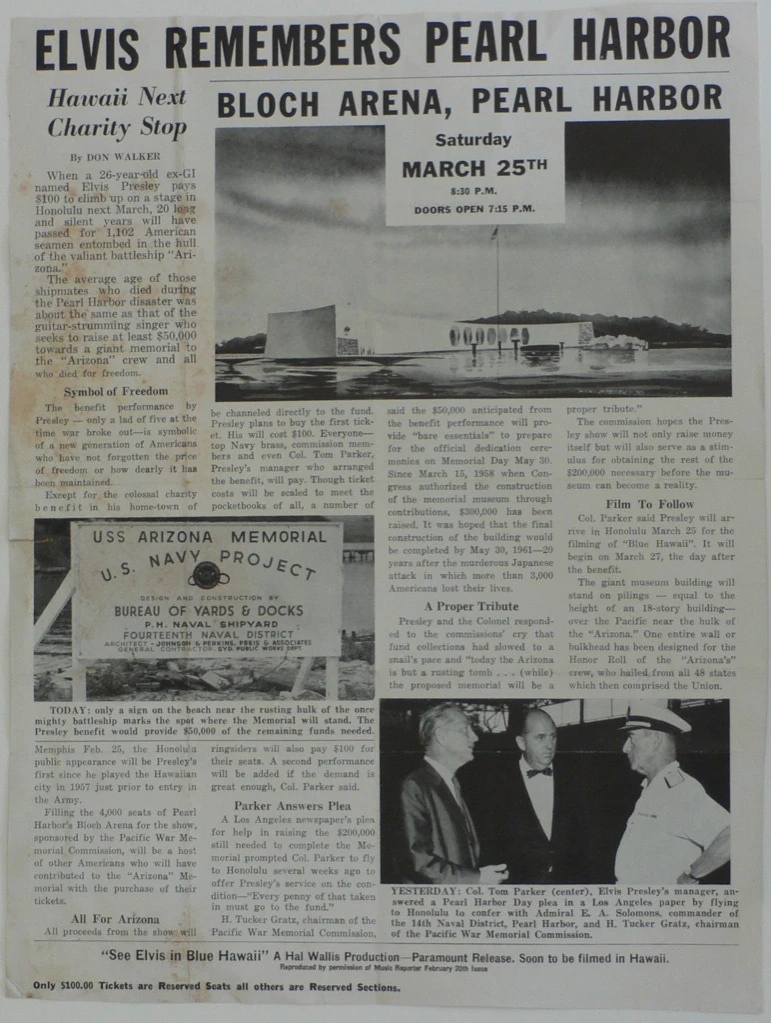 ELVIS REMEMBERS PEARL HARBOR
Hawaii Next
Charity Stop
By DON WALKER
When a 26-year-old ex-GI
named Elvis Presley pays
$100 to climb up on a stage in
Honolulu next March, 20 long
and silent years will have
passed for 1,102 American
seamen entombed in the hull
of the valiant battleship "Ari-
zona."
The average age of those
shipmates who died during
the Pearl Harbor disaster was
about the same as that of the
guitar-strumming singer who
seeks to raise at least $50,000
towards a giant memorial to
the "Arizona" crew and all
who died for freedom.
Symbol of Freedom
The benefit performance by
Presley — only a lad of five at the
time war broke out—is symbolic
of a new generation of Americans
who have not forgotten the price
of freedom or how dearly it has
been maintained.
Except for the colossal charity
benefit in his home-town of
BLOCH ARENA, PEARL HARBOR
Saturday
MARCH 25TH
8:30 P.M.
DOORS OPEN 7:15 P.M.
USS ARIZONA MEMORIAL
U.S. NAVY PROJECT
DESIGN AND CONSTRUCTION BY
BUREAU OF YARDS & DOCKS
P.H. NAVAL SHIPYARD
FOURTEENTH NAVAL DISTRICT
ARCHITECT - JOHNSON & PERKINS, PREIS & ASSOCIATES
GENERAL CONTRACTOR
PUBLIC WORKS DEPT.
TODAY: only a sign on the beach near the rusting hulk of the once
mighty battleship marks the spot where the Memorial will stand. The
Presley benefit would provide $50,000 of the remaining funds needed.
Memphis Feb. 25, the Honolulu
public appearance will be Presley's
first since he played the Hawaiian
city in 1957 just prior to entry in
the Army.
Filling the 4,000 seats of Pearl
Harbor's Bloch Arena for the show,
sponsored by the Pacific War Me-
morial Commission, will be a host
of other Americans who will have
contributed to the "Arizona" Me-
morial with the purchase of their
tickets.
All For Arizona
All proceeds from the show will
be channeled directly to the fund.
Presley plans to buy the first tick-
et. His will cost $100. Everyone—
top Navy brass, commission mem-
bers and even Col. Tom Parker,
Presley's manager who arranged
the benefit, will pay. Though ticket
costs will be scaled to meet the
pocketbooks of all, a number of
ringsiders will also pay $100 for
their seats. A second performance
will be added if the demand is
great enough, Col. Parker said.
Parker Answers Plea
A Los Angeles newspaper's plea
for help in raising the $200,000
still needed to complete the Me-
morial prompted Col. Parker to fly
to Honolulu several weeks ago to
offer Presley's service on the con-
dition—"Every penny of that taken
in must go to the fund."
H. Tucker Gratz, chairman of the
Pacific War Memorial Commission,
said the $50,000 anticipated from
the benefit performance will pro-
vide "bare essentials" to prepare
for the official dedication cere-
monies on Memorial Day May 30.
Since March 15, 1958 when Con-
gress authorized the construction
of the memorial museum through
contributions, $300,000 has been
raised. It was hoped that the final
construction of the building would
be completed by May 30, 1961—20
years after the murderous Japanese
attack in which more than 3,000
Americans lost their lives.
A Proper Tribute
Presley and the Colonel respond-
ed to the commissions' cry that
fund collections had slowed to a
snail's pace and "today the Arizona
is but a rusting tomb . . . (while)
the proposed memorial will be a
proper tribute."
The commission hopes the Pres-
ley show will not only raise money
itself but will also serve as a stim-
ulus for obtaining the rest of the
$200,000 necessary before the mu-
seum can become a reality.
Film To Follow
Col. Parker said Presley will ar-
rive in Honolulu March 25 for the
filming of "Blue Hawaii". It will
begin on March 27, the day after
the benefit.
The giant museum building will
stand on pilings — equal to the
height of an 18-story building—
over the Pacific near the hulk of
the "Arizona." One entire wall or
bulkhead has been designed for the
Honor Roll of the "Arizona's"
crew, who hailed from all 48 states
which then comprised the Union.
YESTERDAY: Col. Tom Parker (center), Elvis Presley's manager, an-
swered a Pearl Harbor Day plea in a Los Angeles paper by flying
to Honolulu to confer with Admiral E. A. Solomons, commander of
the 14th Naval District, Pearl Harbor, and H. Tucker Gratz, chairman
of the Pacific War Memorial Commission.
"See Elvis in Blue Hawaii" A Hal Wallis Production—Paramount Release. Soon to be filmed in Hawaii.
Reproduced by permission of Music Reporter February 20th Issue
Only $100.00 Tickets are Reserved Seats all others are Reserved Sections.